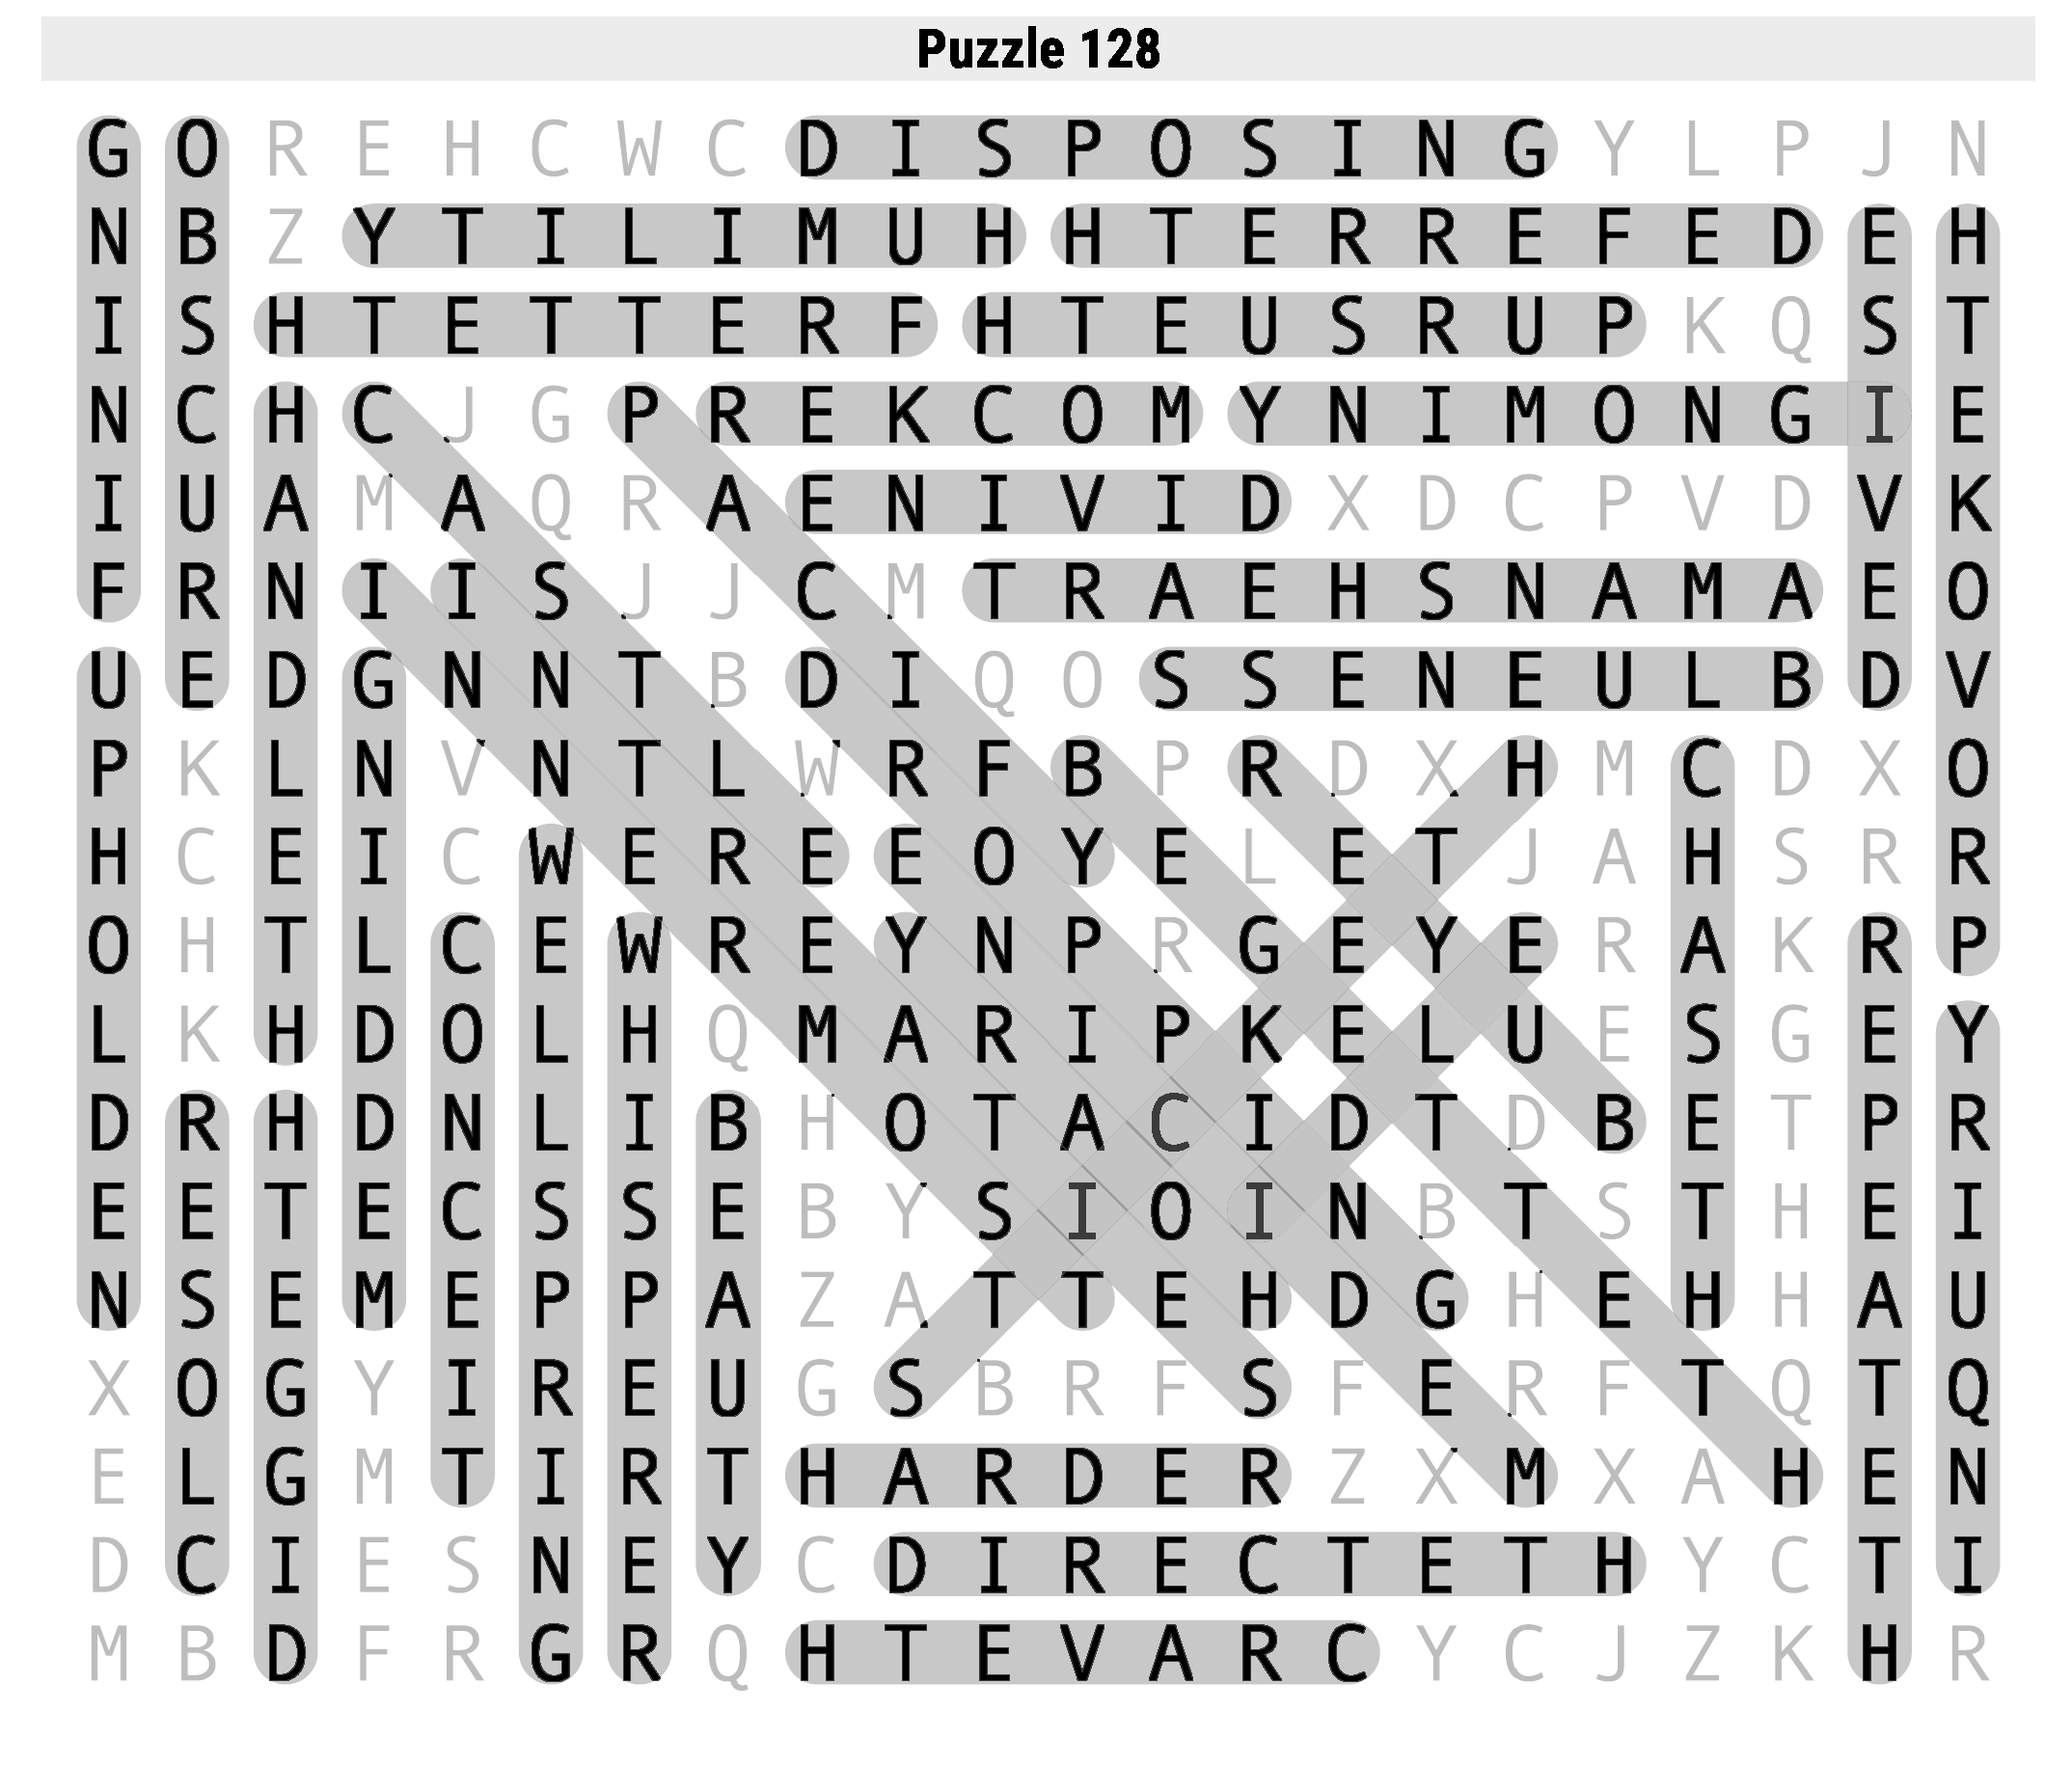 Puzzle 128
G O R E H C W C D I S P O S I N G Y L P J N
N B Z Y T I L I M U H H T E R R E F E D E H
I S H T E T T E R F H T E U S R U P K Q S T
N C H C J G P R E K C O M Y N I M O N G I E
I U A M A Q R A E N I V I D X D C P V D V K
F R N I I S J J C M T R A E H S N A M A E O
U E D G N N T B D I Q O S S E N E U L B D V
P K L N V N T L W R F B P R D X H M C D X O
H C E I C W E R E E O Y E L E T J A H S R R
O H T L C E W R E Y N P R G E Y E R A K R P
L K H D O L H Q M A R I P K E L U E S G E Y
D R H D N L I B H O T A C I D T D B E T P R
E E T E C S S E B Y S I O I N B T S T H E I
N S E M E P P A Z A T T E H D G H E H H A U
X O G Y I R E U G S B R F S F E R F T Q T Q
E L G M T I R T H A R D E R Z X M X A H E N
D C I E S N E Y C D I R E C T E T H Y C T I
M B D F R G R Q H T E V A R C Y C J Z K H R